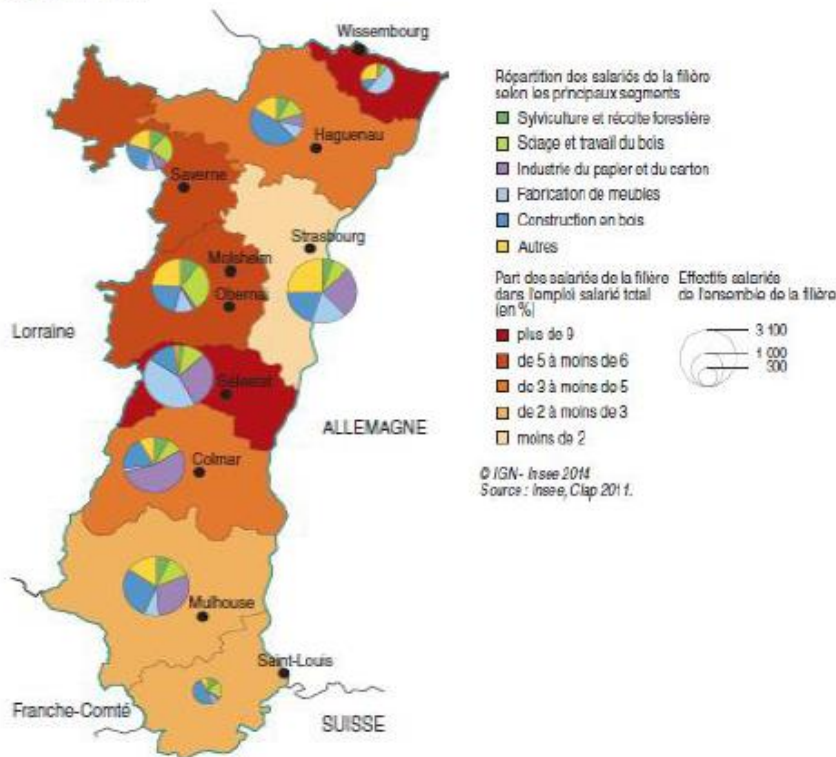 Wissembourg
Haguenau
Saverne
Strasbourg
Molsheim
Obernai
Lorraine
Sélestat
ALLEMAGNE
Colmar
Mulhouse
Saint-Louis
Franche-Comté
SUISSE
Répartition des salariés de la filière
selon les principaux segments
Sylviculture et récolte forestière
Sciage et travail du bois
Industrie du papier et du carton
Fabrication de meubles
Construction en bois
Autres
Part des salariés de la filière
dans l'emploi salarié total
(en %)
plus de 9
de 5 à moins de 6
de 3 à moins de 5
de 2 à moins de 3
moins de 2
Effectifs salariés
de l'ensemble de la filière
3 100
1 000
300
© IGN - Insee 2014
Source : Insee, Clap 2011.